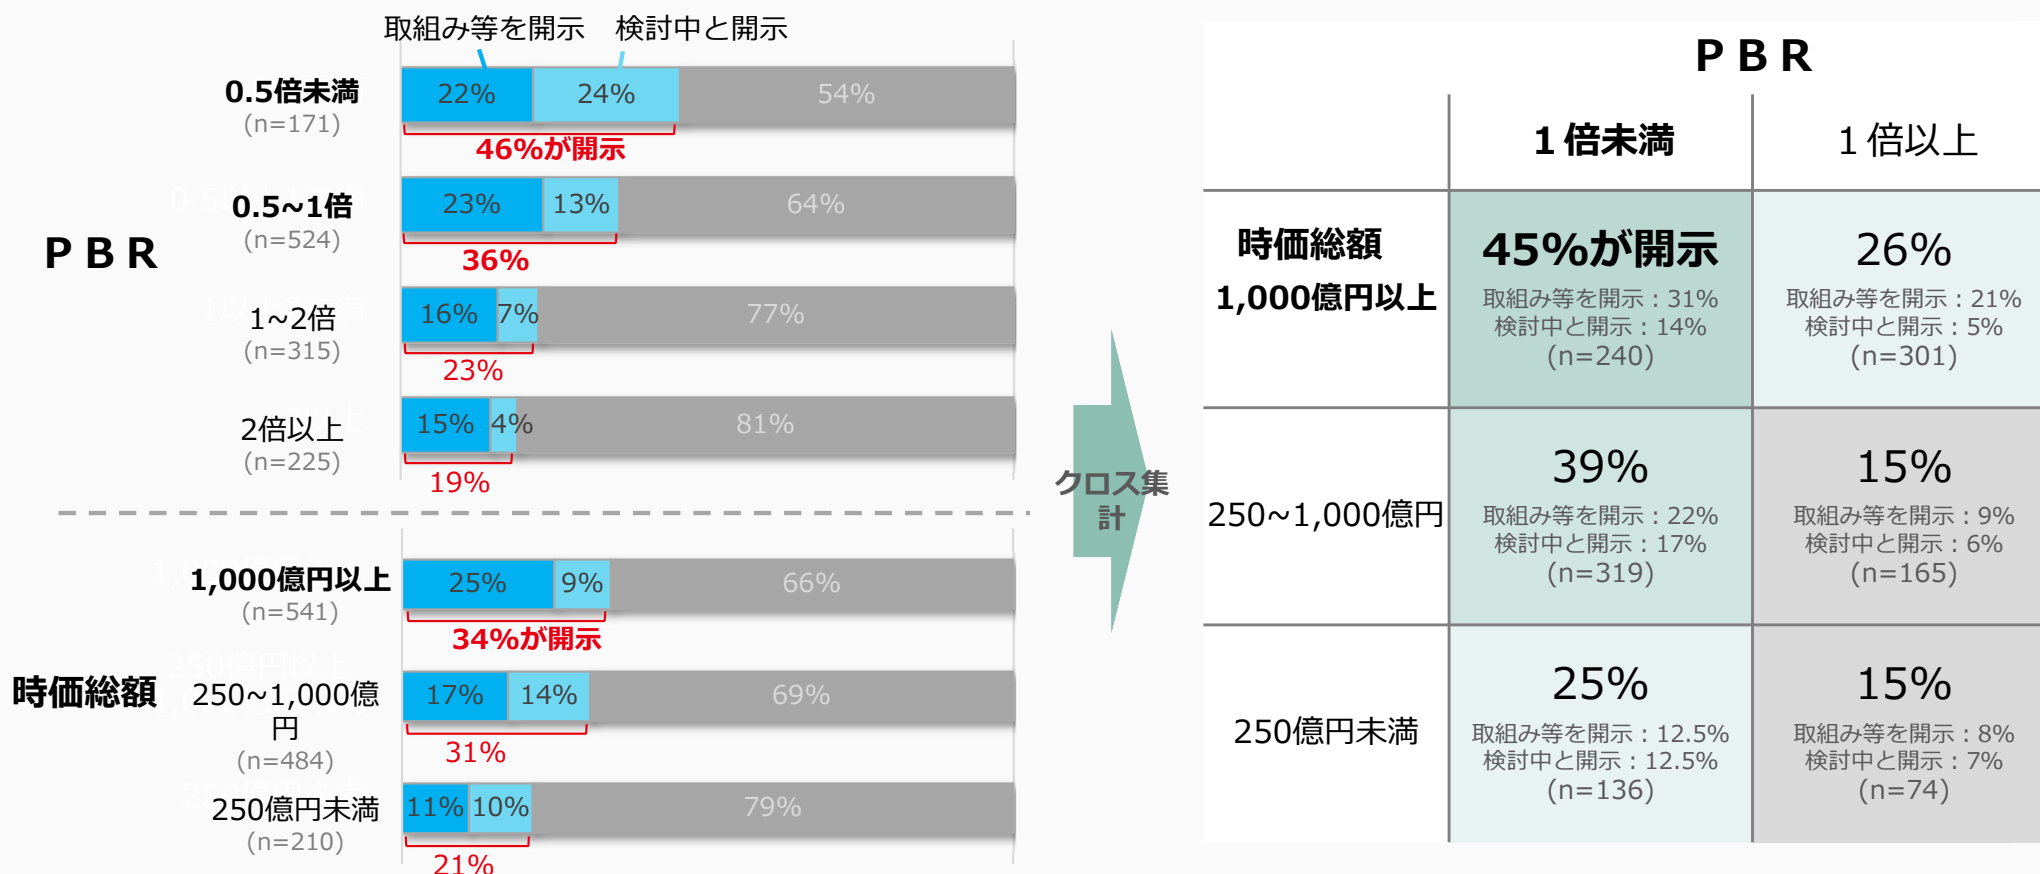 取組み等を開示 検討中と開示
0.5倍未満
(n=171)
22% 24% 54%
46%が開示
0.5~1倍
(n=524)
23% 13% 64%
36%
ＰＢＲ
1~2倍
(n=315)
16% 7% 77%
23%
2倍以上
(n=225)
15% 4% 81%
19%
1,000億円以上
(n=541)
25% 9% 66%
34%が開示
時価総額
250~1,000億
円
(n=484)
17% 14% 69%
31%
250億円未満
(n=210)
11% 10% 79%
21%
クロス集
計
ＰＢＲ
１倍未満 １倍以上
時価総額
1,000億円以上
45%が開示
取組み等を開示：31%
検討中と開示：14%
(n=240)
26%
取組み等を開示：21%
検討中と開示：5%
(n=301)
250~1,000億円
39%
取組み等を開示：22%
検討中と開示：17%
(n=319)
15%
取組み等を開示：9%
検討中と開示：6%
(n=165)
250億円未満
25%
取組み等を開示：12.5%
検討中と開示：12.5%
(n=136)
15%
取組み等を開示：8%
検討中と開示：7%
(n=74)